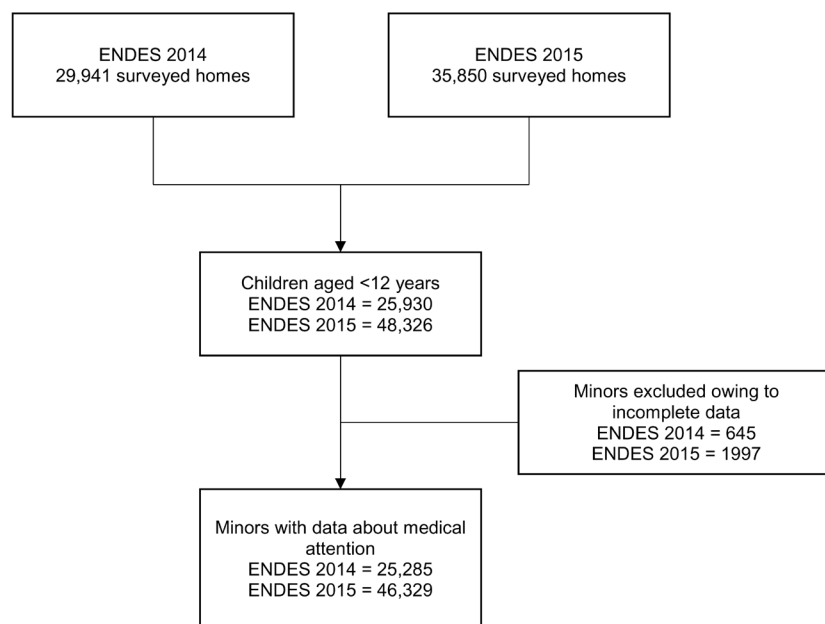 ENDES 2014
29,941 surveyed homes
ENDES 2015
35,850 surveyed homes
Children aged <12 years
ENDES 2014 = 25,930
ENDES 2015 = 48,326
Minors excluded owing to
incomplete data
ENDES 2014 = 645
ENDES 2015 = 1997
Minors with data about medical
attention
ENDES 2014 = 25,285
ENDES 2015 = 46,329